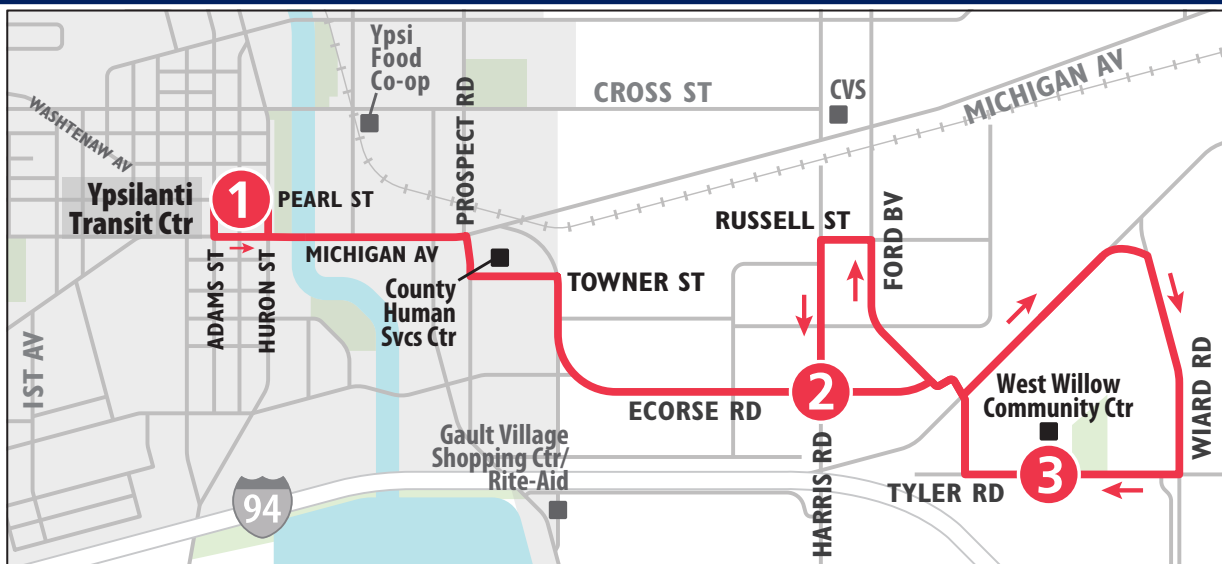 Ypsi
Food
Co-op
PROSPECT RD
CROSS ST
CVS
MICHIGAN AV
WASHTENAW AV
Ypsilanti
Transit Ctr
1
PEARL ST
RUSSELL ST
FORD BV
MICHIGAN AV
ADAMS ST
HURON ST
County
Human
Svcs Ctr
TOWNER ST
1ST AV
WIARD RD
2
ECORSE RD
West Willow
Community Ctr
Gault Village
Shopping Ctr/
Rite-Aid
HARRIS RD
3
TYLER RD
94